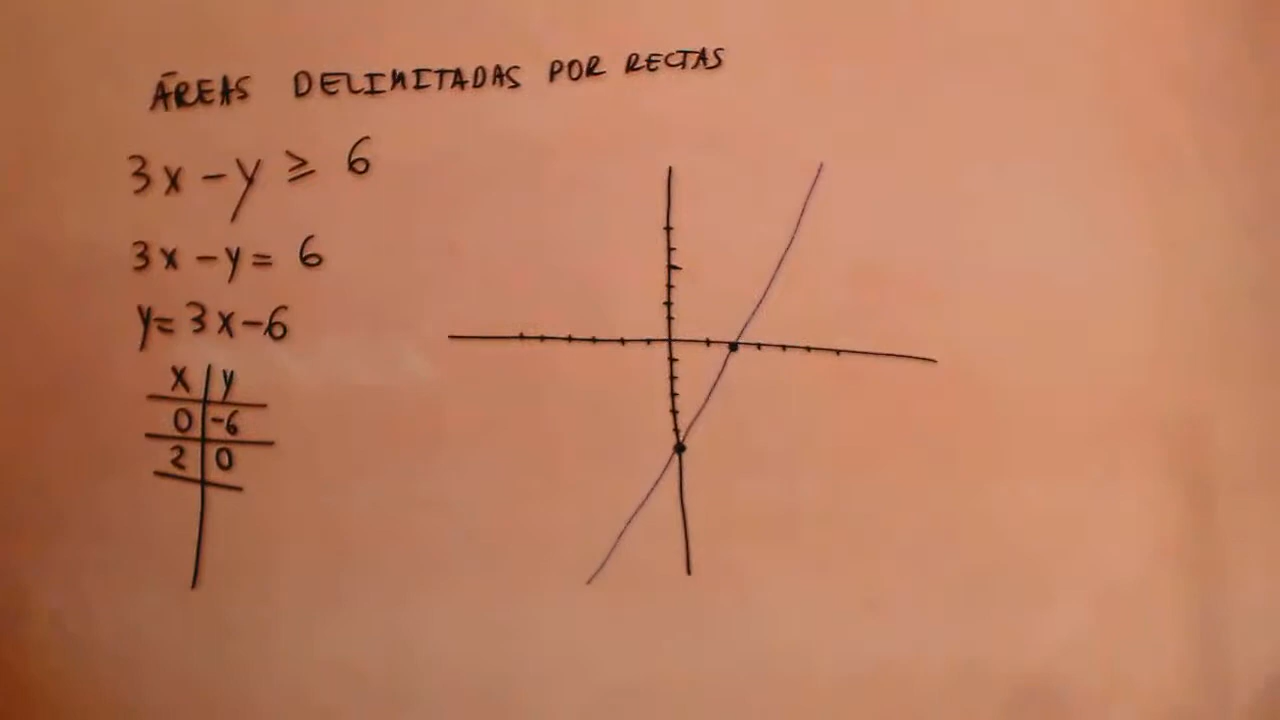 ÁREAS DELIMITADAS POR RECTAS
3x - y ≥ 6
3x - y = 6
y = 3x - 6
x y
0 -6
2 0